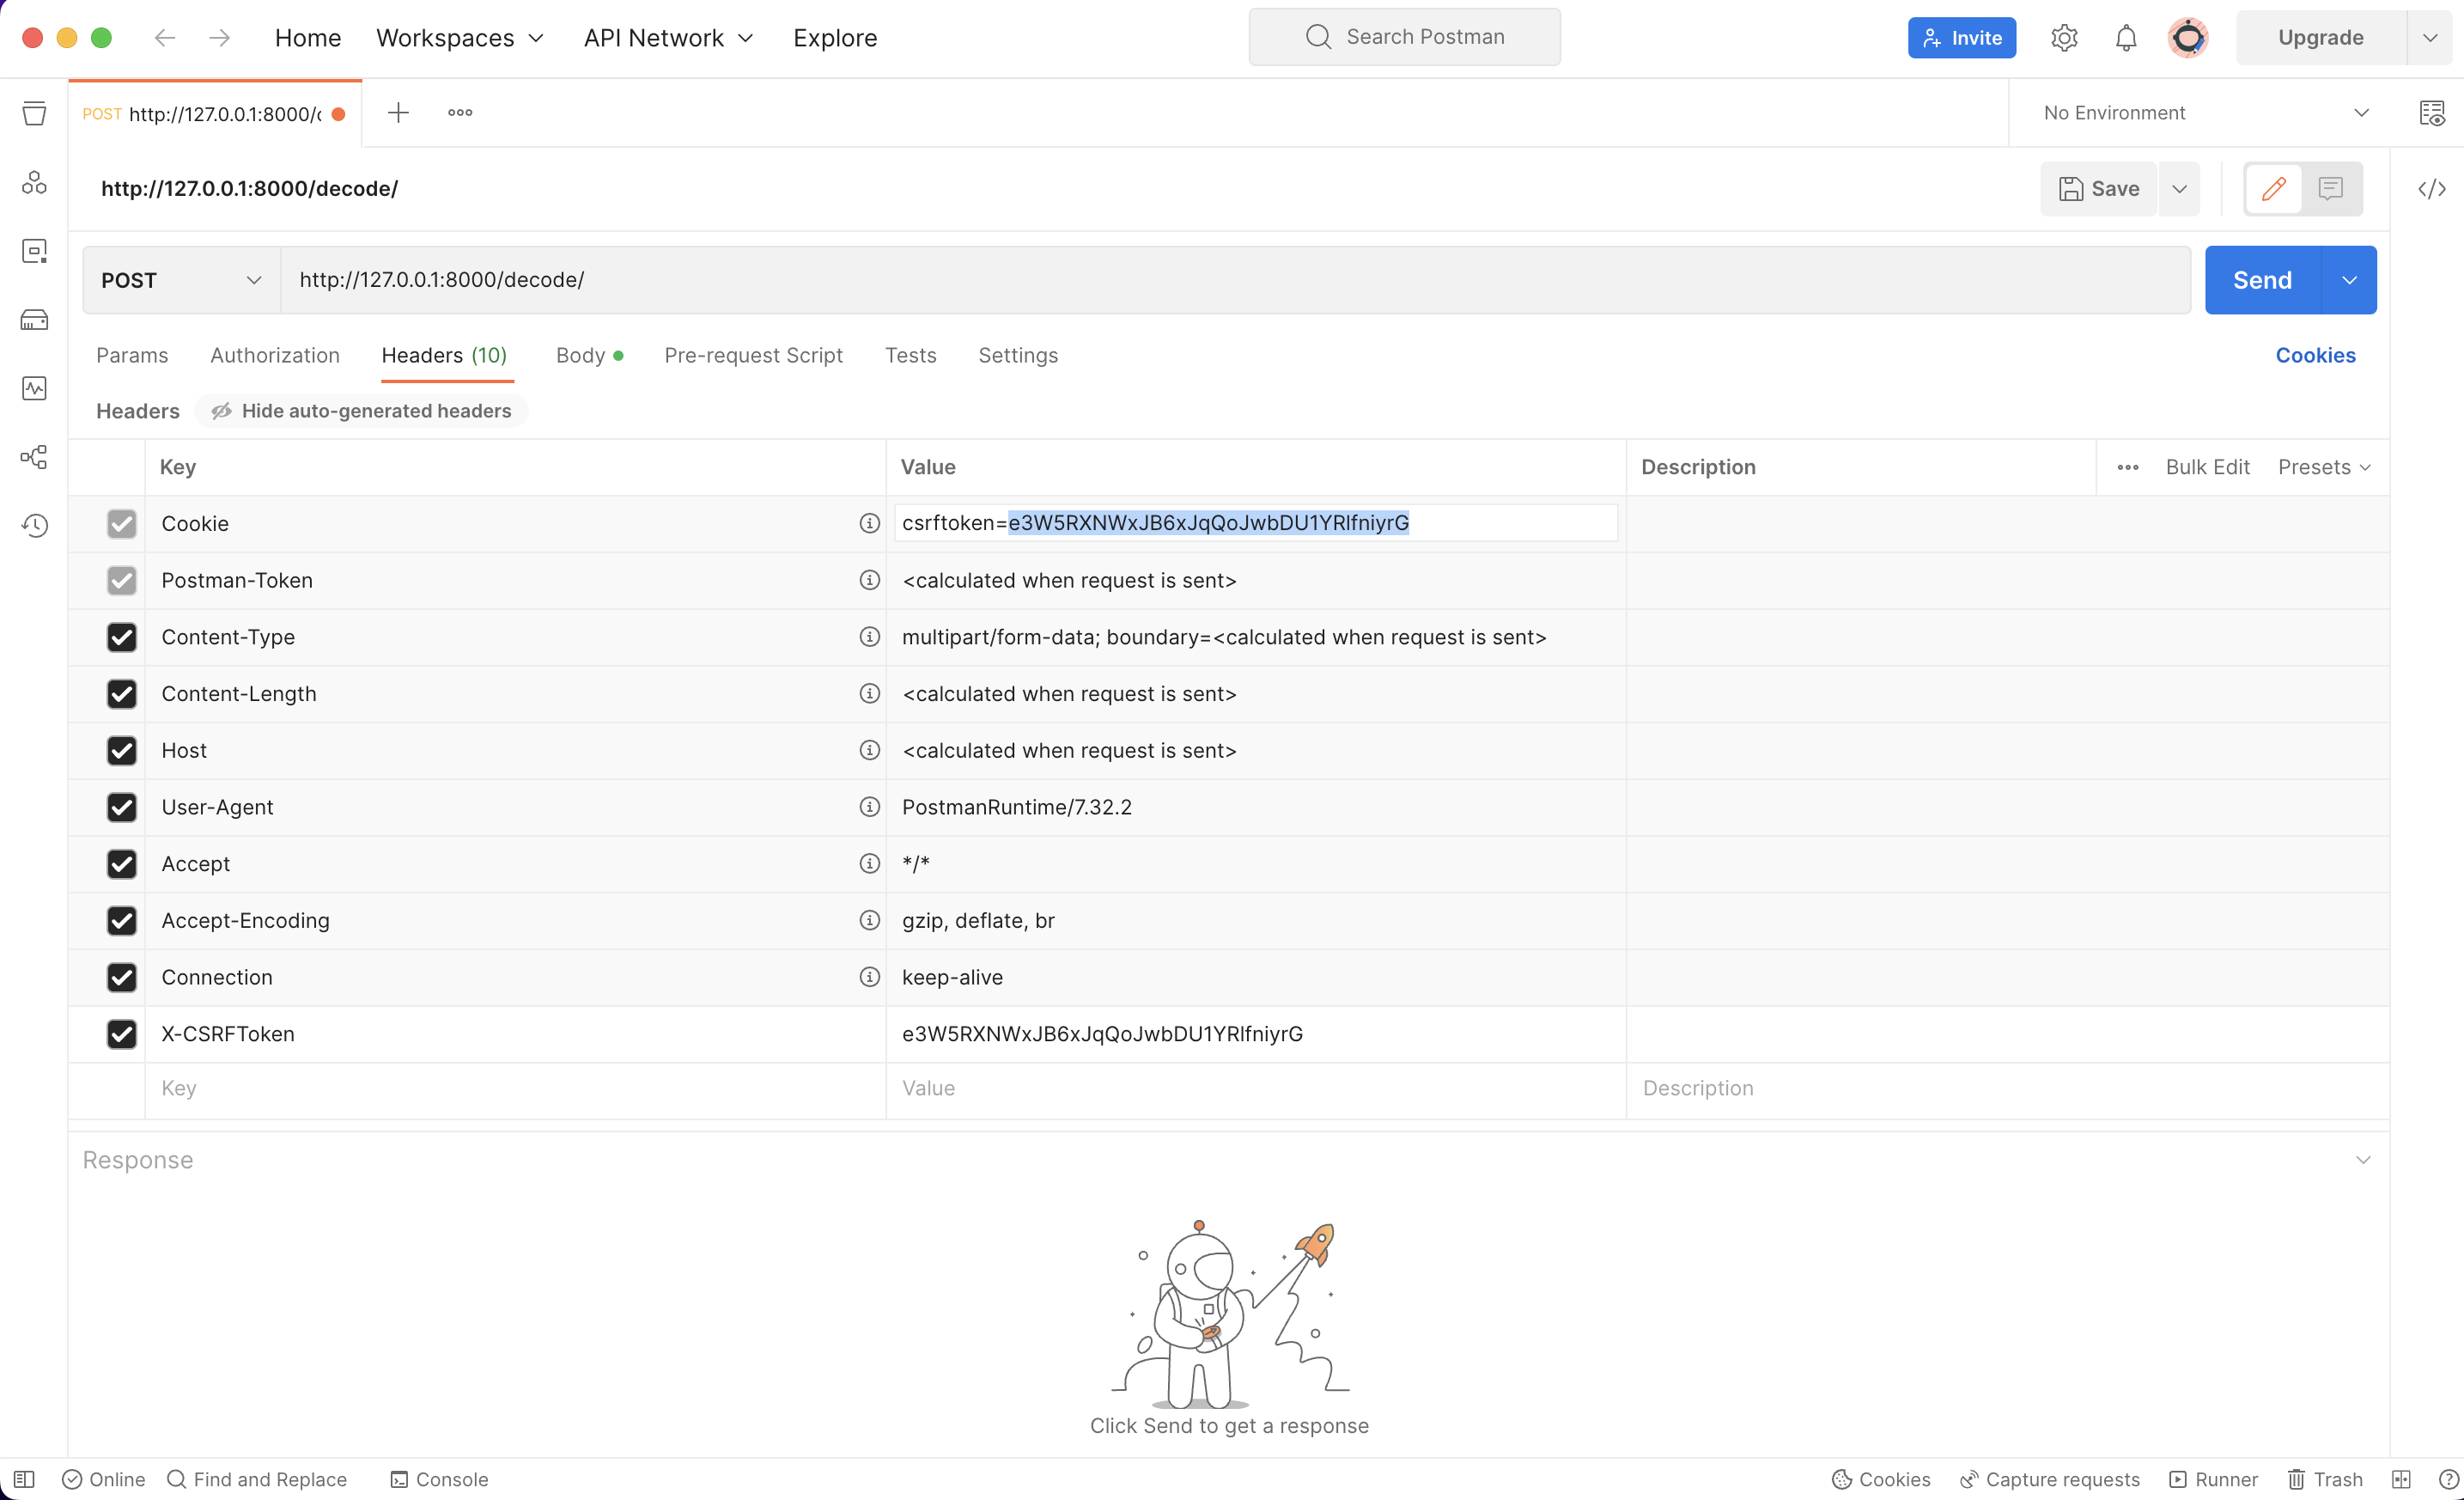 Home Workspaces API Network Explore Search Postman Invite Upgrade
POST http://127.0.0.1:8000/c No Environment
http://127.0.0.1:8000/decode/ Save
POST http://127.0.0.1:8000/decode/ Send
Params Authorization Headers (10) Body Pre-request Script Tests Settings Cookies
Headers Hide auto-generated headers
Key Value Description Bulk Edit Presets
Cookie csrftoken=e3W5RXNWxJB6xJqQoJwbDU1YRlfniyrG
Postman-Token <calculated when request is sent>
Content-Type multipart/form-data; boundary=<calculated when request is sent>
Content-Length <calculated when request is sent>
Host <calculated when request is sent>
User-Agent PostmanRuntime/7.32.2
Accept */*
Accept-Encoding gzip, deflate, br
Connection keep-alive
X-CSRFToken e3W5RXNWxJB6xJqQoJwbDU1YRlfniyrG
Key Value Description
Response
Click Send to get a response
Online Find and Replace Console Cookies Capture requests Runner Trash